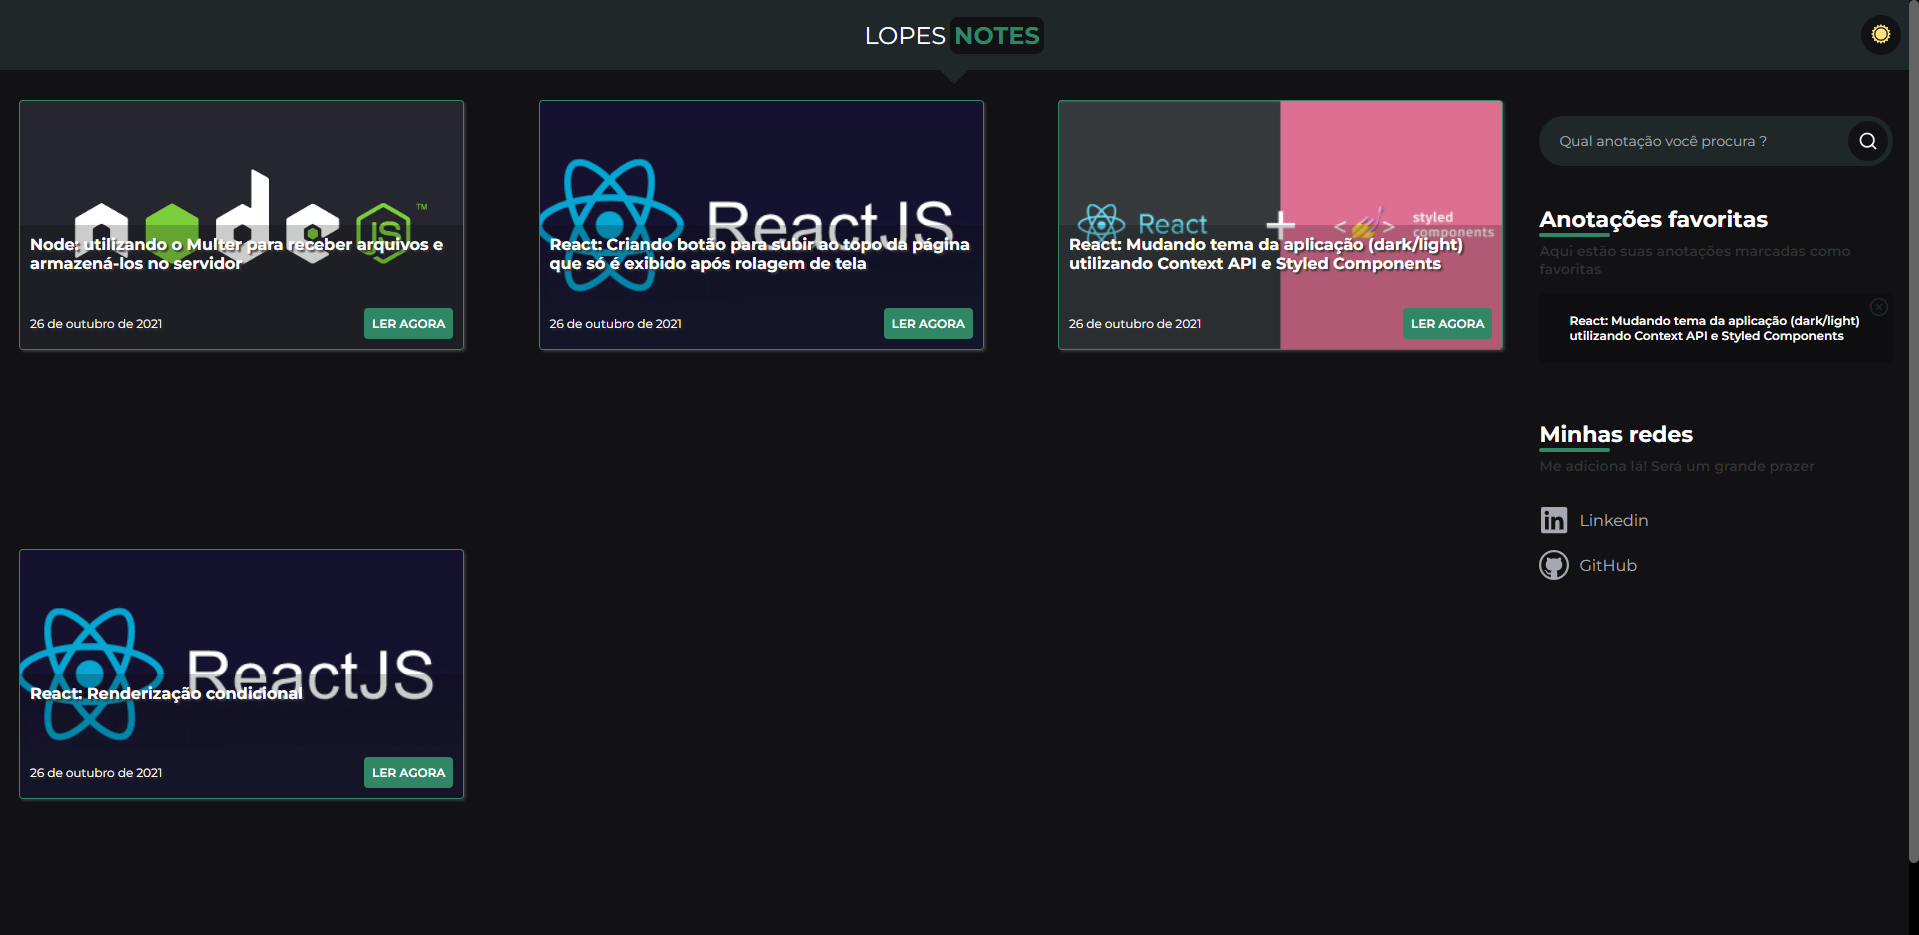 LOPES NOTES
node JS ™
Node: utilizando o Multer para receber arquivos e
armazená-los no servidor
26 de outubro de 2021
LER AGORA
ReactJS
React: Criando botão para subir ao topo da página
que só é exibido após rolagem de tela
26 de outubro de 2021
LER AGORA
React + < > styled
components
React: Mudando tema da aplicação (dark/light)
utilizando Context API e Styled Components
26 de outubro de 2021
LER AGORA
ReactJS
React: Renderização condicional
26 de outubro de 2021
LER AGORA
Qual anotação você procura ?
Anotações favoritas
Aqui estão suas anotações marcadas como
favoritas
React: Mudando tema da aplicação (dark/light)
utilizando Context API e Styled Components
Minhas redes
Me adiciona lá! Será um grande prazer
in Linkedin
GitHub